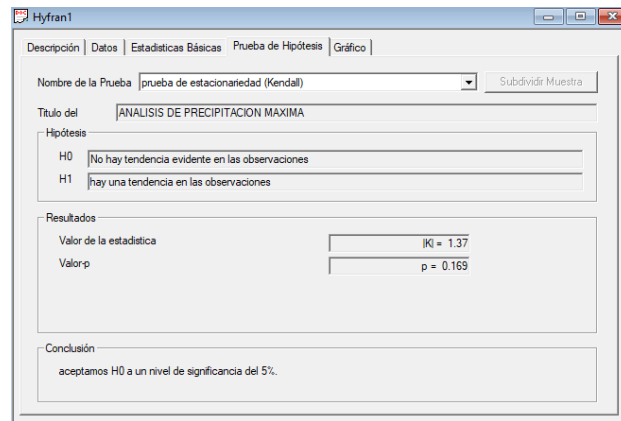 Hyfran1
Descripción Datos Estadisticas Básicas Prueba de Hipótesis Gráfico
Nombre de la Prueba prueba de estacionariedad (Kendall) Subdividir Muestra
Titulo del ANALISIS DE PRECIPITACION MAXIMA
Hipótesis
H0 No hay tendencia evidente en las observaciones
H1 hay una tendencia en las observaciones
Resultados
Valor de la estadistica |K| = 1.37
Valor-p p = 0.169
Conclusión
aceptamos H0 a un nivel de significancia del 5%.